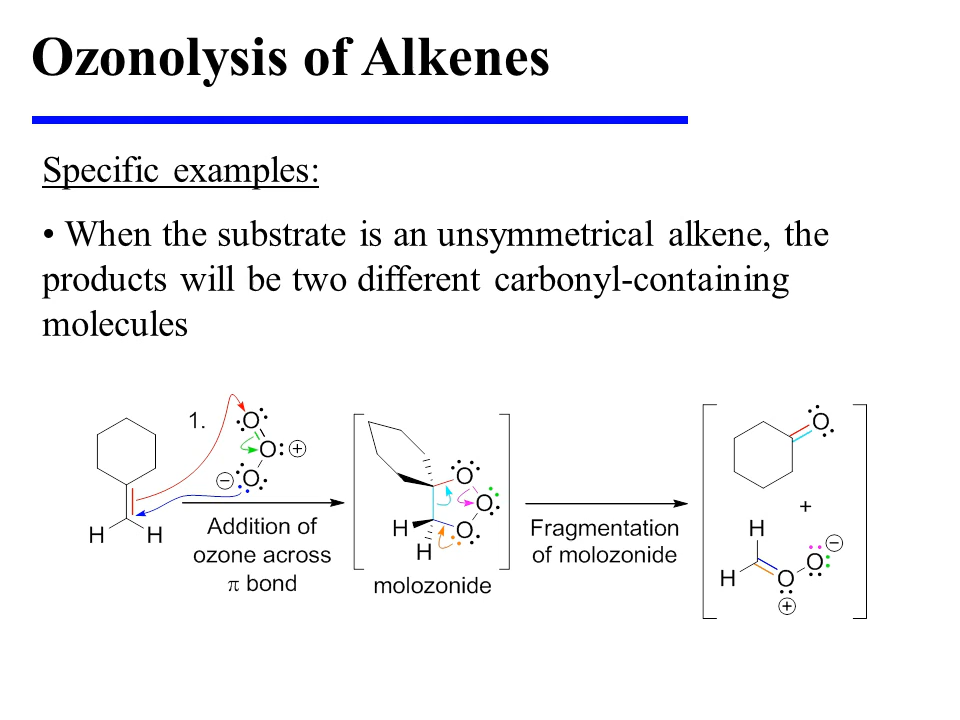 Ozonolysis of Alkenes
Specific examples:
• When the substrate is an unsymmetrical alkene, the
products will be two different carbonyl-containing
molecules
1.
O
O
+
O
−
H
H
Addition of
ozone across
π bond
O
O
O
H
H
molozonide
Fragmentation
of molozonide
O
+
H
H
O
O
−
+